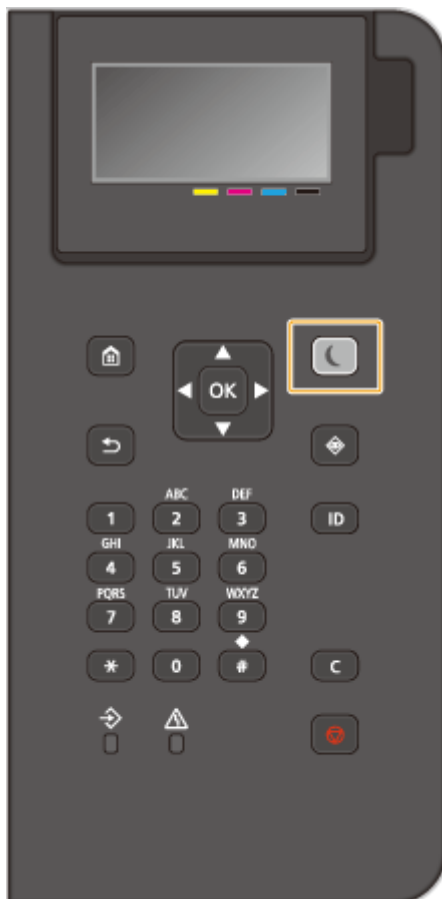 OK
ABC DEF
1 2 3 ID
GHI JKL MNO
4 5 6
PQRS TUV WXYZ
7 8 9
* 0 # C